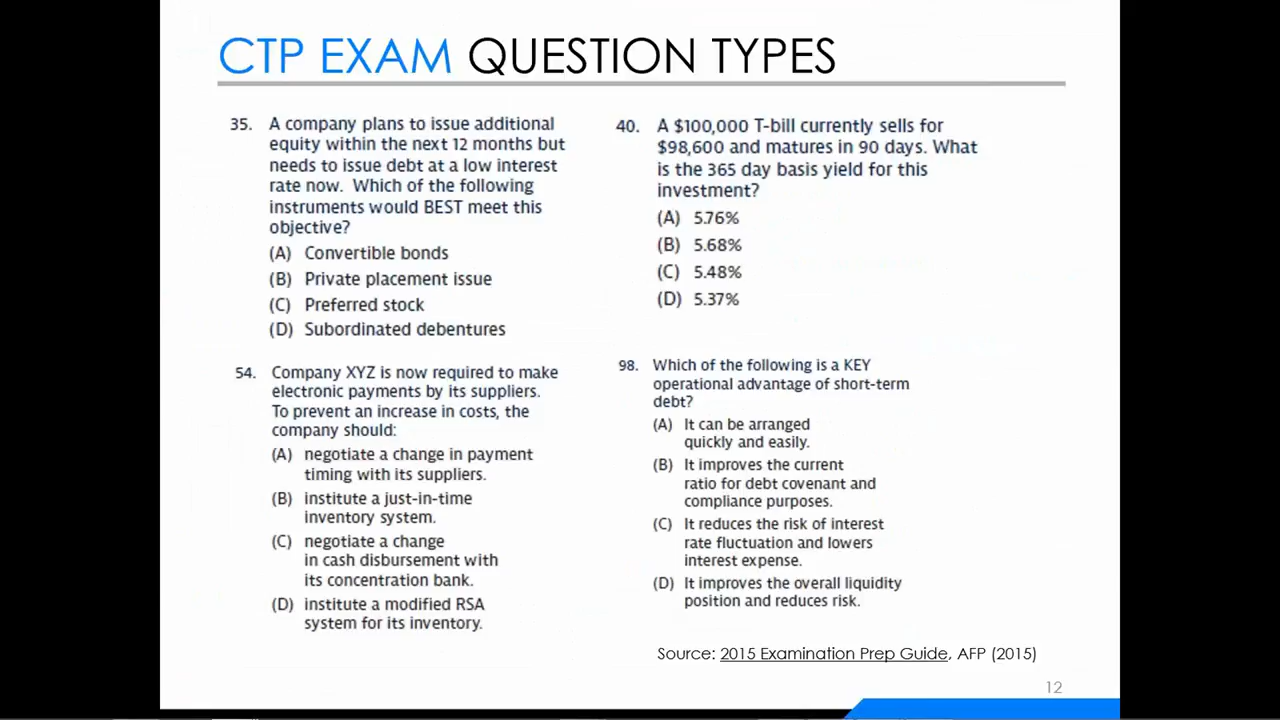 CTP EXAM QUESTION TYPES
35. A company plans to issue additional
equity within the next 12 months but
needs to issue debt at a low interest
rate now. Which of the following
instruments would BEST meet this
objective?
(A) Convertible bonds
(B) Private placement issue
(C) Preferred stock
(D) Subordinated debentures
54. Company XYZ is now required to make
electronic payments by its suppliers.
To prevent an increase in costs, the
company should:
(A) negotiate a change in payment
timing with its suppliers.
(B) institute a just-in-time
inventory system.
(C) negotiate a change
in cash disbursement with
its concentration bank.
(D) institute a modified RSA
system for its inventory.
40. A $100,000 T-bill currently sells for
$98,600 and matures in 90 days. What
is the 365 day basis yield for this
investment?
(A) 5.76%
(B) 5.68%
(C) 5.48%
(D) 5.37%
98. Which of the following is a KEY
operational advantage of short-term
debt?
(A) It can be arranged
quickly and easily.
(B) It improves the current
ratio for debt covenant and
compliance purposes.
(C) It reduces the risk of interest
rate fluctuation and lowers
interest expense.
(D) It improves the overall liquidity
position and reduces risk.
Source: 2015 Examination Prep Guide, AFP (2015)
12